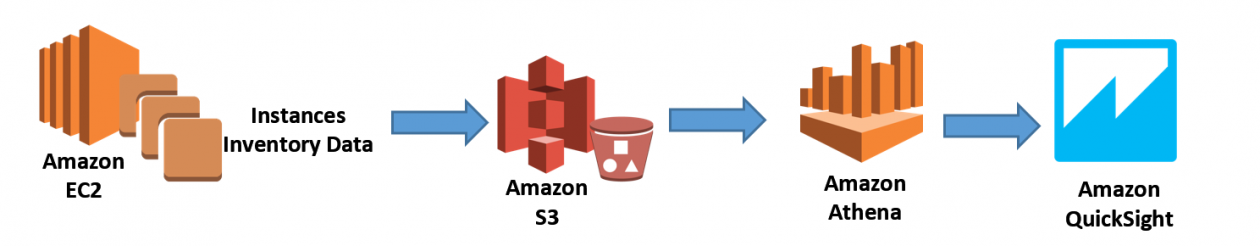 Amazon
EC2
Instances
Inventory Data
Amazon
S3
Amazon
Athena
Amazon
QuickSight